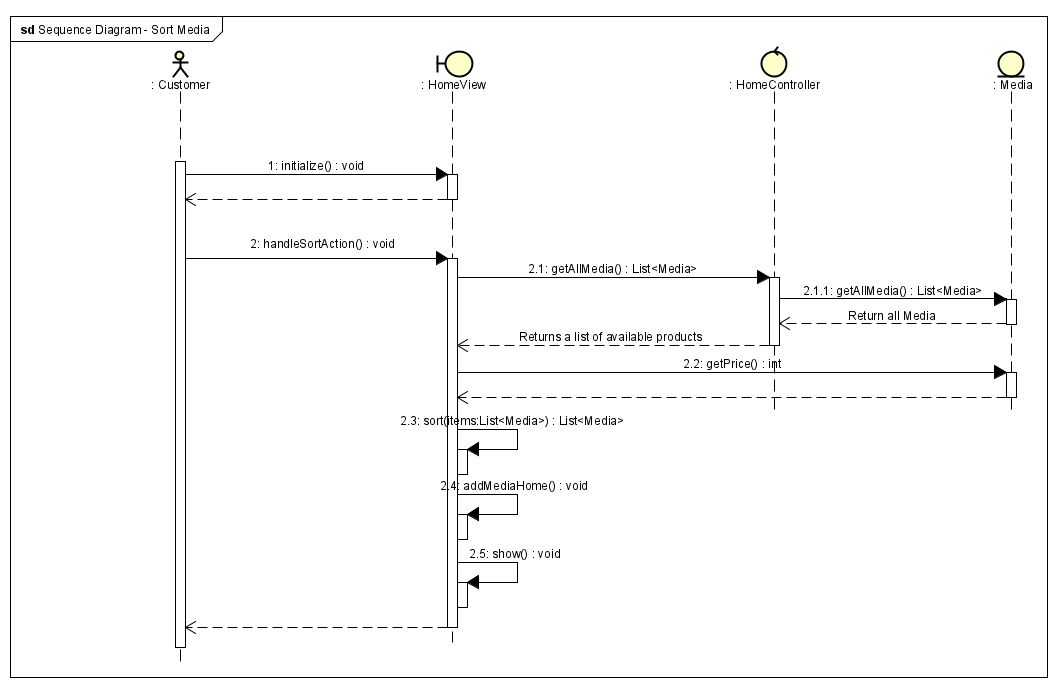 sd Sequence Diagram - Sort Media
: Customer
: HomeView
: HomeController
: Media
1: initialize() : void
2: handleSortAction() : void
2.1: getAllMedia() : List<Media>
2.1.1: getAllMedia() : List<Media>
Return all Media
Returns a list of available products
2.2: getPrice() : int
2.3: sort(items:List<Media>) : List<Media>
2.4: addMediaHome() : void
2.5: show() : void